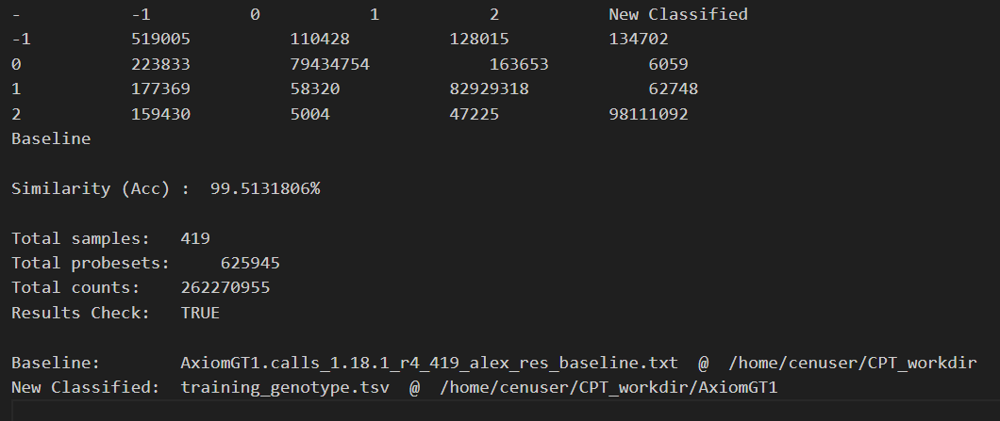 - -1 0 1 2 New Classified
-1 519005 110428 128015 134702
0 223833 79434754 163653 6059
1 177369 58320 82929318 62748
2 159430 5004 47225 98111092
Baseline
Similarity (Acc) : 99.5131806%
Total samples: 419
Total probesets: 625945
Total counts: 262270955
Results Check: TRUE
Baseline: AxiomGT1.calls_1.18.1_r4_419_alex_res_baseline.txt @ /home/cenuser/CPT_workdir
New Classified: training_genotype.tsv @ /home/cenuser/CPT_workdir/AxiomGT1